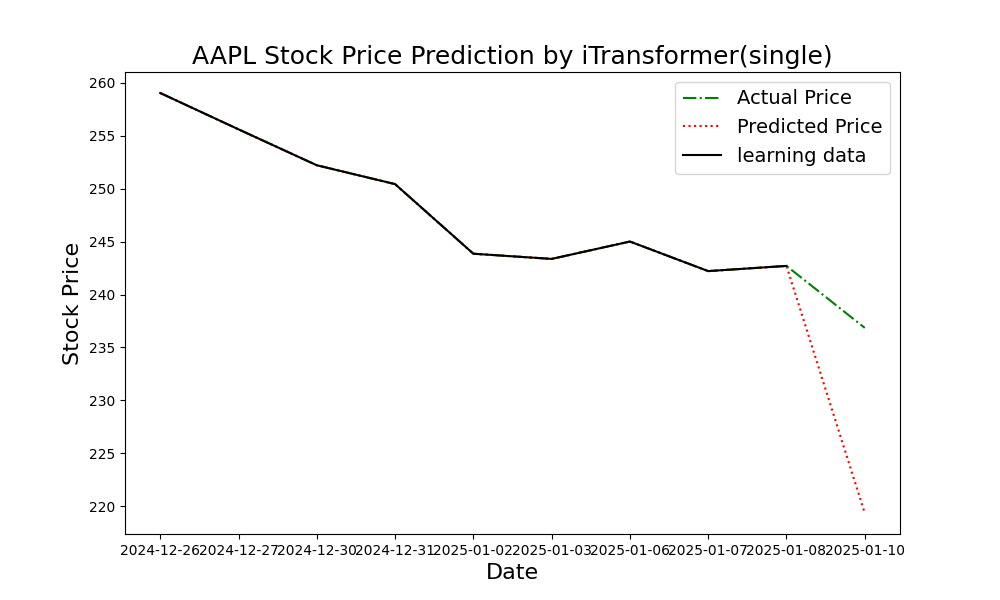 AAPL Stock Price Prediction by iTransformer(single)
Actual Price
Predicted Price
learning data
260
255
250
245
240
235
230
225
220
Stock Price
2024-12-26 2024-12-27 2024-12-30 2024-12-31 2025-01-02 2025-01-03 2025-01-06 2025-01-07 2025-01-08 2025-01-10
Date